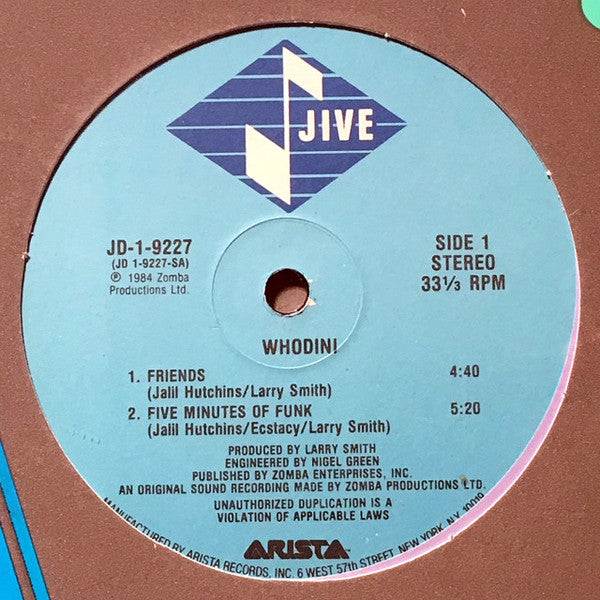 JIVE
JD-1-9227
(JD 1-9227-SA)
℗ 1984 Zomba
Productions Ltd.
SIDE 1
STEREO
33⅓ RPM
WHODINI
1. FRIENDS 4:40
(Jalil Hutchins/Larry Smith)
2. FIVE MINUTES OF FUNK 5:20
(Jalil Hutchins/Ecstacy/Larry Smith)
PRODUCED BY LARRY SMITH
ENGINEERED BY NIGEL GREEN
PUBLISHED BY ZOMBA ENTERPRISES, INC.
AN ORIGINAL SOUND RECORDING MADE BY ZOMBA PRODUCTIONS LTD.
UNAUTHORIZED DUPLICATION IS A
VIOLATION OF APPLICABLE LAWS
ARISTA
MANUFACTURED BY ARISTA RECORDS, INC. 6 WEST 57th STREET, NEW YORK, N.Y. 10019